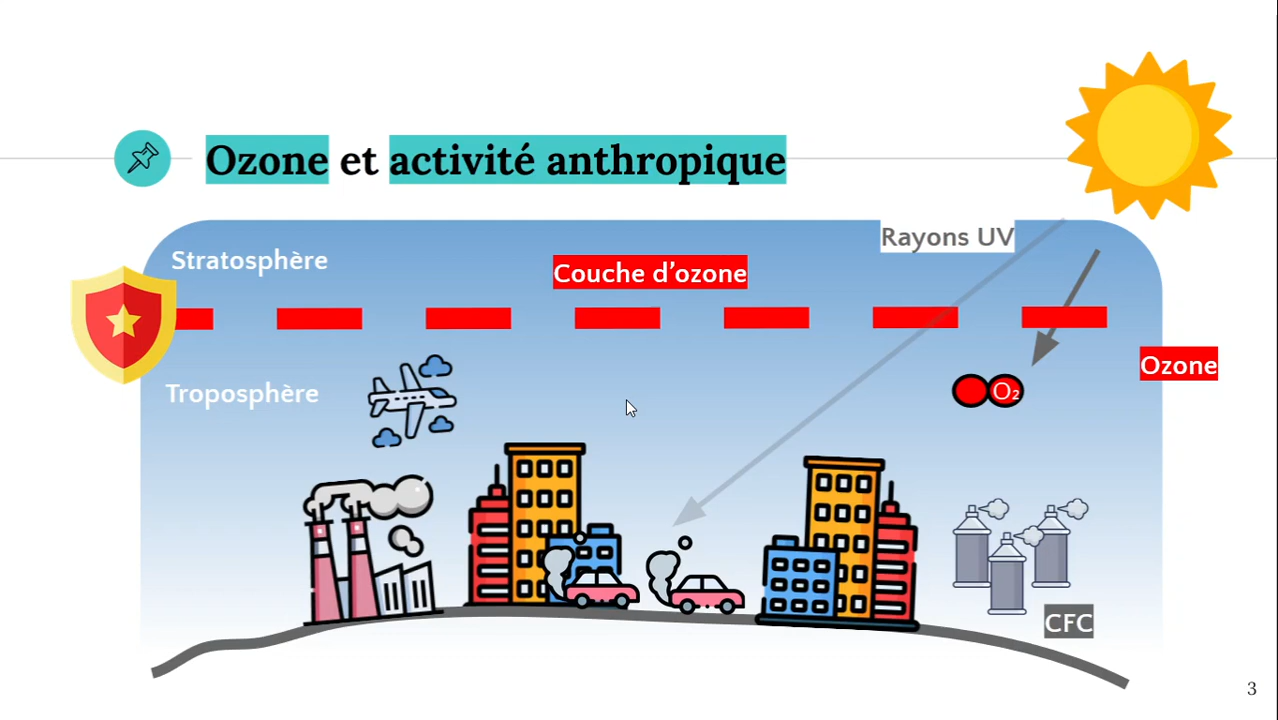 Ozone et activité anthropique
Rayons UV
Stratosphère
Couche d'ozone
Ozone
Troposphère
O₂
CFC
3